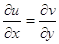 ∂u/∂x = ∂v/∂y